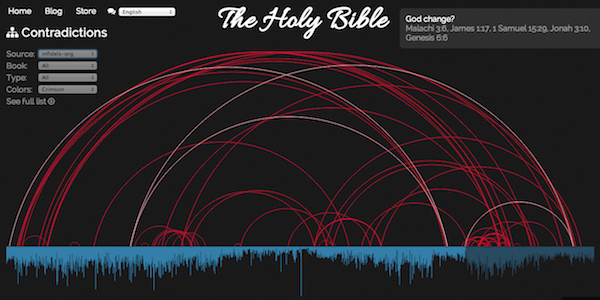 Home Blog Store English
The Holy Bible
God change?
Malachi 3:6, James 1:17, 1 Samuel 15:29, Jonah 3:10,
Genesis 6:6
Contradictions
Source: infidels-org
Book: All
Type: All
Colors: Crimson
See full list